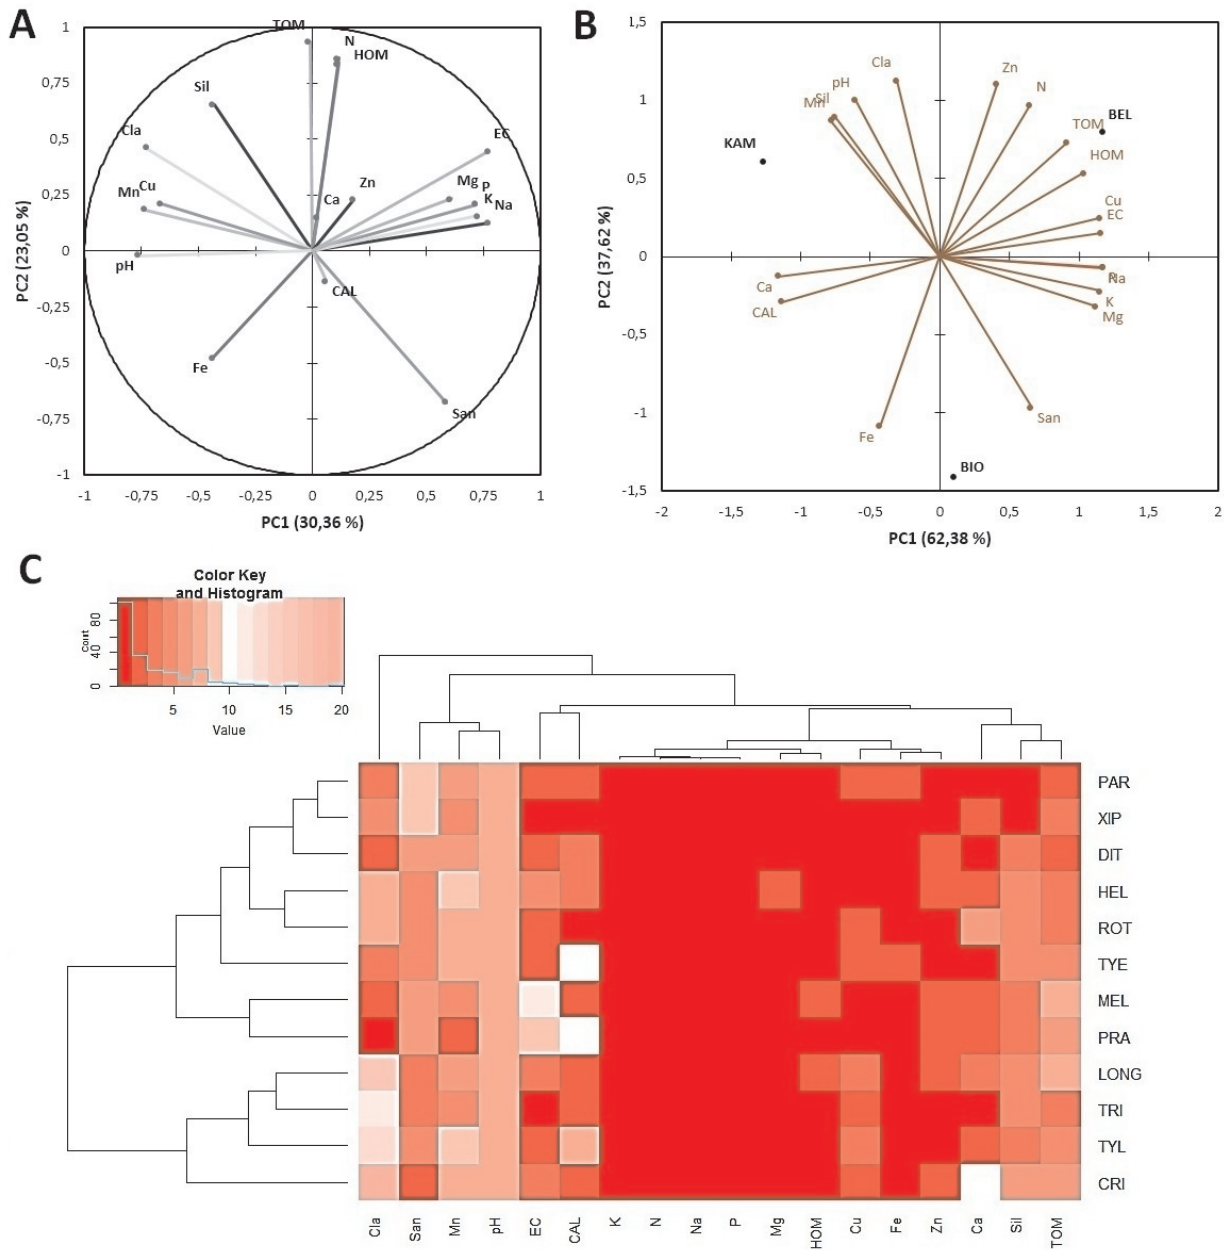 A
1
0,75
0,5
0,25
0
-0,25
-0,5
-0,75
-1
-1
-0,75
-0,5
-0,25
0
0,25
0,5
0,75
1
PC2 (23,05 %)
PC1 (30,36 %)
TOM
N
HOM
Sil
Cla
EC
Mn
Cu
Zn
Ca
Mg
P
K
Na
pH
CAL
Fe
San
B
1,5
1
0,5
0
-0,5
-1
-1,5
-2
-1,5
-1
-0,5
0
0,5
1
1,5
2
PC2 (37,62 %)
PC1 (62,38 %)
Cla
Zn
pH
N
Mn
Sil
BEL
TOM
KAM
HOM
Cu
EC
Ca
CAL
P
Na
K
Mg
Fe
San
BIO
C
Color Key
and Histogram
Count
0
40
80
5
10
15
20
Value
PAR
XIP
DIT
HEL
ROT
TYE
MEL
PRA
LONG
TRI
TYL
CRI
Cla
San
Mn
pH
EC
CAL
K
N
Na
P
Mg
HOM
Cu
Fe
Zn
Ca
Sil
TOM